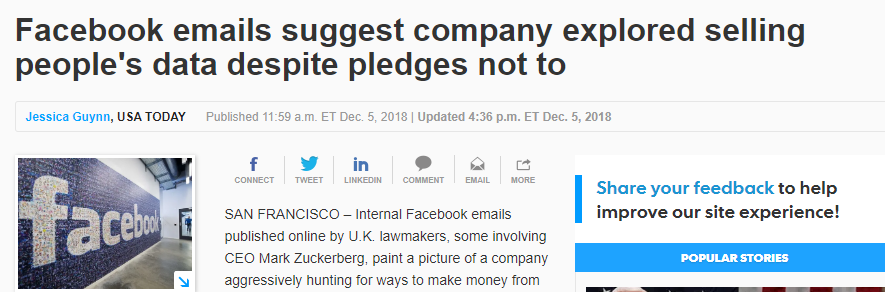 Facebook emails suggest company explored selling
people's data despite pledges not to
Jessica Guynn, USA TODAY Published 11:59 a.m. ET Dec. 5, 2018 | Updated 4:36 p.m. ET Dec. 5, 2018
facebook
CONNECT TWEET LINKEDIN COMMENT EMAIL MORE
SAN FRANCISCO – Internal Facebook emails
published online by U.K. lawmakers, some involving
CEO Mark Zuckerberg, paint a picture of a company
aggressively hunting for ways to make money from
Share your feedback to help
improve our site experience!
POPULAR STORIES